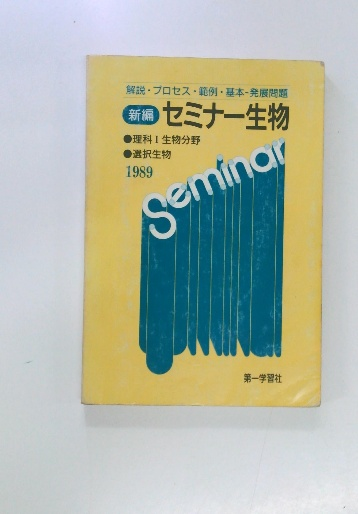 解説・プロセス・範例・基本-発展問題
新編 セミナー生物
●理科Ⅰ生物分野
●選択生物
1989
Seminar
第一学習社